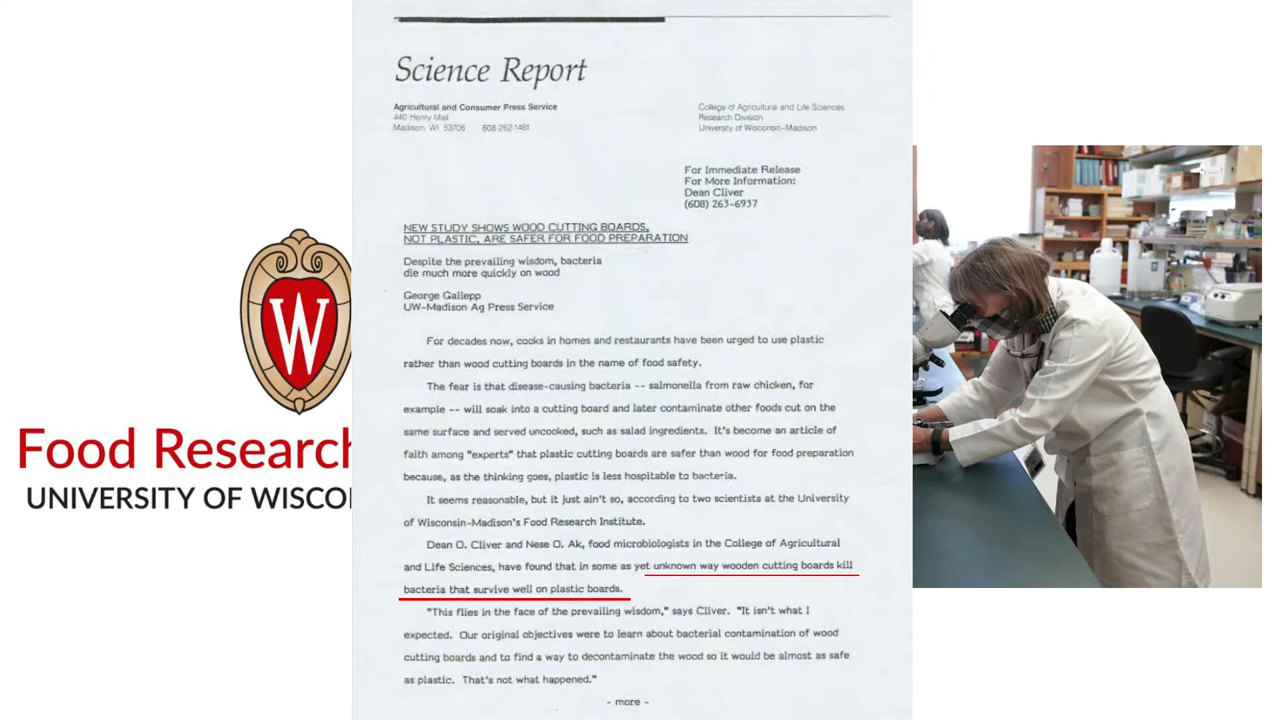 Science Report
Agricultural and Consumer Press Service
440 Henry Mall
Madison, WI 53706 608-262-1461
College of Agricultural and Life Sciences
Research Division
University of Wisconsin-Madison
For Immediate Release
For More Information:
Dean Cliver
(608) 263-6937
NEW STUDY SHOWS WOOD CUTTING BOARDS,
NOT PLASTIC, ARE SAFER FOR FOOD PREPARATION
Despite the prevailing wisdom, bacteria
die much more quickly on wood
George Gallepp
UW-Madison Ag Press Service
For decades now, cooks in homes and restaurants have been urged to use plastic
rather than wood cutting boards in the name of food safety.
The fear is that disease-causing bacteria -- salmonella from raw chicken, for
example -- will soak into a cutting board and later contaminate other foods cut on the
same surface and served uncooked, such as salad ingredients. It's become an article of
faith among "experts" that plastic cutting boards are safer than wood for food preparation
because, as the thinking goes, plastic is less hospitable to bacteria.
It seems reasonable, but it just ain't so, according to two scientists at the University
of Wisconsin-Madison's Food Research Institute.
Dean O. Cliver and Nese O. Ak, food microbiologists in the College of Agricultural
and Life Sciences, have found that in some as yet unknown way wooden cutting boards kill
bacteria that survive well on plastic boards.
"This flies in the face of the prevailing wisdom," says Cliver. "It isn't what I
expected. Our original objectives were to learn about bacterial contamination of wood
cutting boards and to find a way to decontaminate the wood so it would be almost as safe
as plastic. That's not what happened."
- more -
W
Food Research
UNIVERSITY OF WISCO